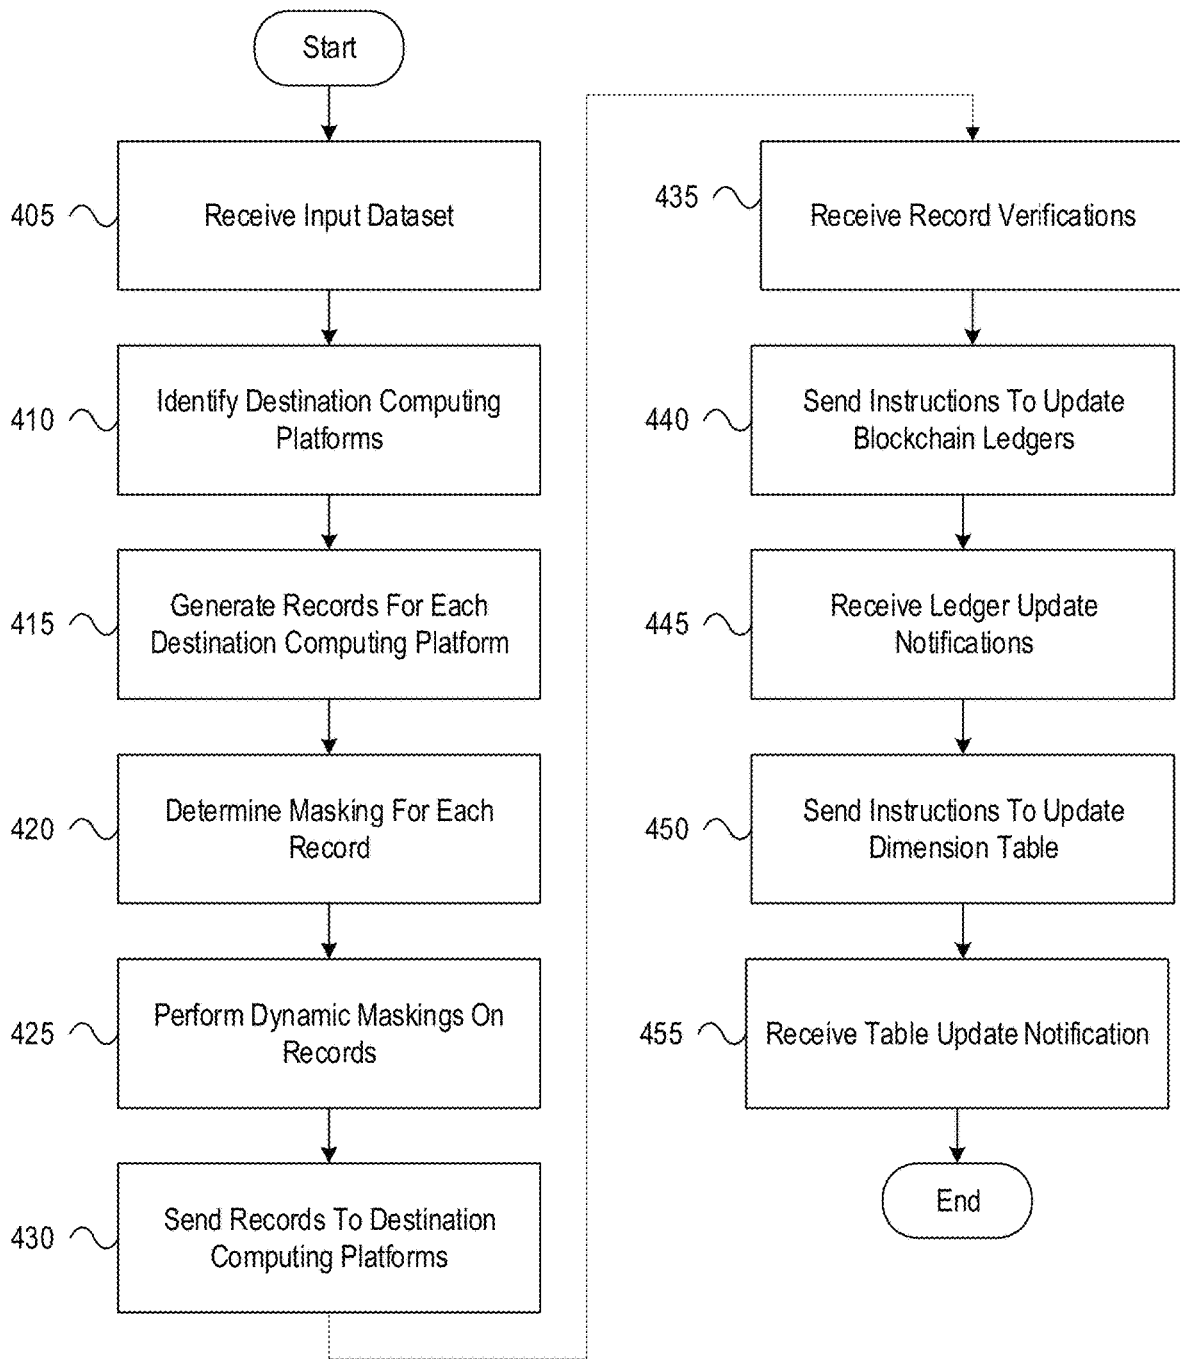 Start
405
Receive Input Dataset
410
Identify Destination Computing
Platforms
415
Generate Records For Each
Destination Computing Platform
420
Determine Masking For Each
Record
425
Perform Dynamic Maskings On
Records
430
Send Records To Destination
Computing Platforms
435
Receive Record Verifications
440
Send Instructions To Update
Blockchain Ledgers
445
Receive Ledger Update
Notifications
450
Send Instructions To Update
Dimension Table
455
Receive Table Update Notification
End